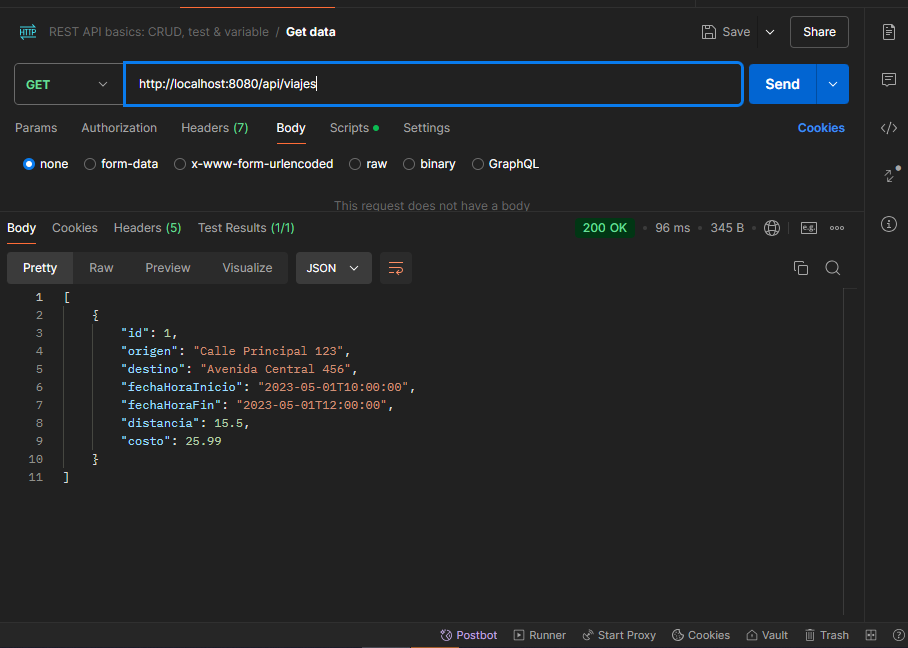 HTTP REST API basics: CRUD, test & variable / Get data Save Share
GET http://localhost:8080/api/viajes Send
Params Authorization Headers (7) Body Scripts Settings Cookies
none form-data x-www-form-urlencoded raw binary GraphQL
This request does not have a body
Body Cookies Headers (5) Test Results (1/1) 200 OK 96 ms 345 B e.g.
Pretty Raw Preview Visualize JSON
1 [
2 {
3 "id": 1,
4 "origen": "Calle Principal 123",
5 "destino": "Avenida Central 456",
6 "fechaHoraInicio": "2023-05-01T10:00:00",
7 "fechaHoraFin": "2023-05-01T12:00:00",
8 "distancia": 15.5,
9 "costo": 25.99
10 }
11 ]
Postbot Runner Start Proxy Cookies Vault Trash